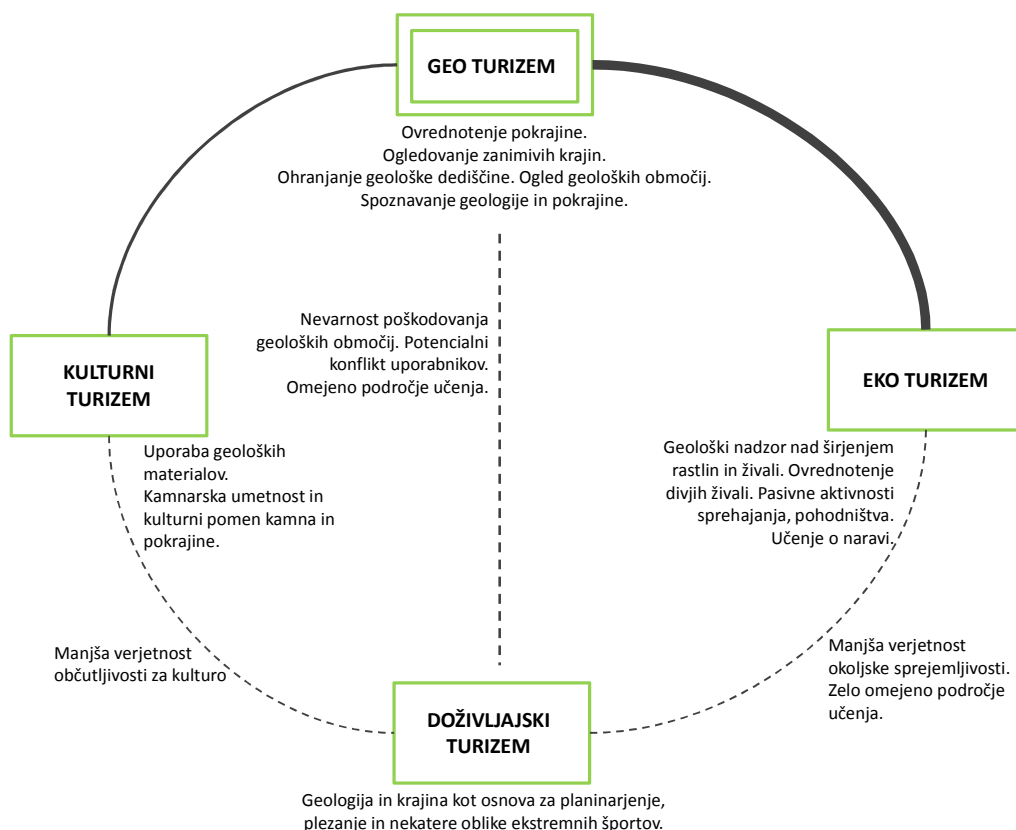 GEO TURIZEM
Ovrednotenje pokrajine.
Ogledovanje zanimivih krajin.
Ohranjanje geološke dediščine. Ogled geoloških območij.
Spoznavanje geologije in pokrajine.
Nevarnost poškodovanja
geoloških območij. Potencialni
konflikt uporabnikov.
Omejeno področje učenja.
KULTURNI
TURIZEM
EKO TURIZEM
Uporaba geoloških
materialov.
Kamnarska umetnost in
kulturni pomen kamna in
pokrajine.
Geološki nadzor nad širjenjem
rastlin in živali. Ovrednotenje
divjih živali. Pasivne aktivnosti
sprehajanja, pohodništva.
Učenje o naravi.
Manjša verjetnost
občutljivosti za kulturo
Manjša verjetnost
okoljske sprejemljivosti.
Zelo omejeno področje
učenja.
DOŽIVLJAJSKI
TURIZEM
Geologija in krajina kot osnova za planinarjenje,
plezanje in nekatere oblike ekstremnih športov.